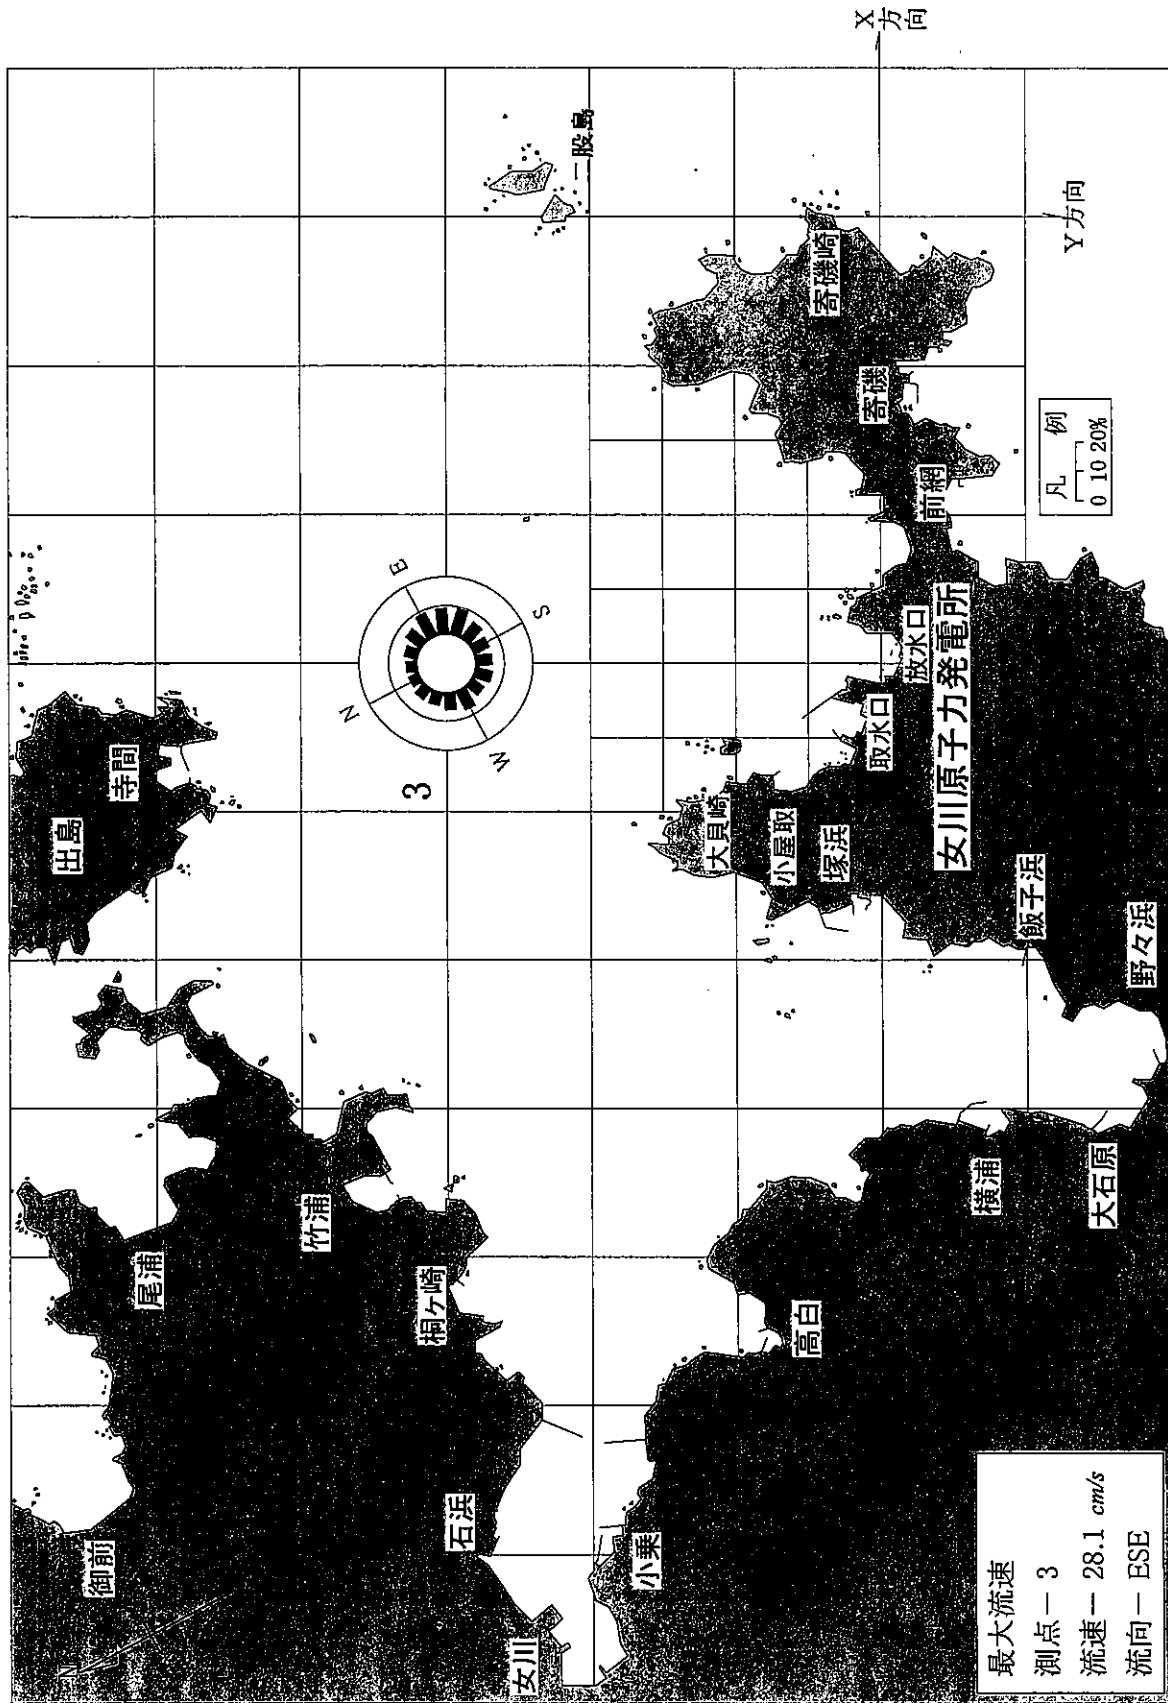 X方向
Y方向
二股島
寄磯崎
寄磯
前網
凡 例
0 10 20%
E
S
N
W
3
出島
寺間
放水口
女川原子力発電所
取水口
大貝崎
小屋取
塚浜
飯子浜
野々浜
尾浦
竹浦
桐ヶ崎
横浦
大石原
高白
御前
石浜
小乗
女川
N
最大流速
測点－3
流速－28.1 cm/s
流向－ESE